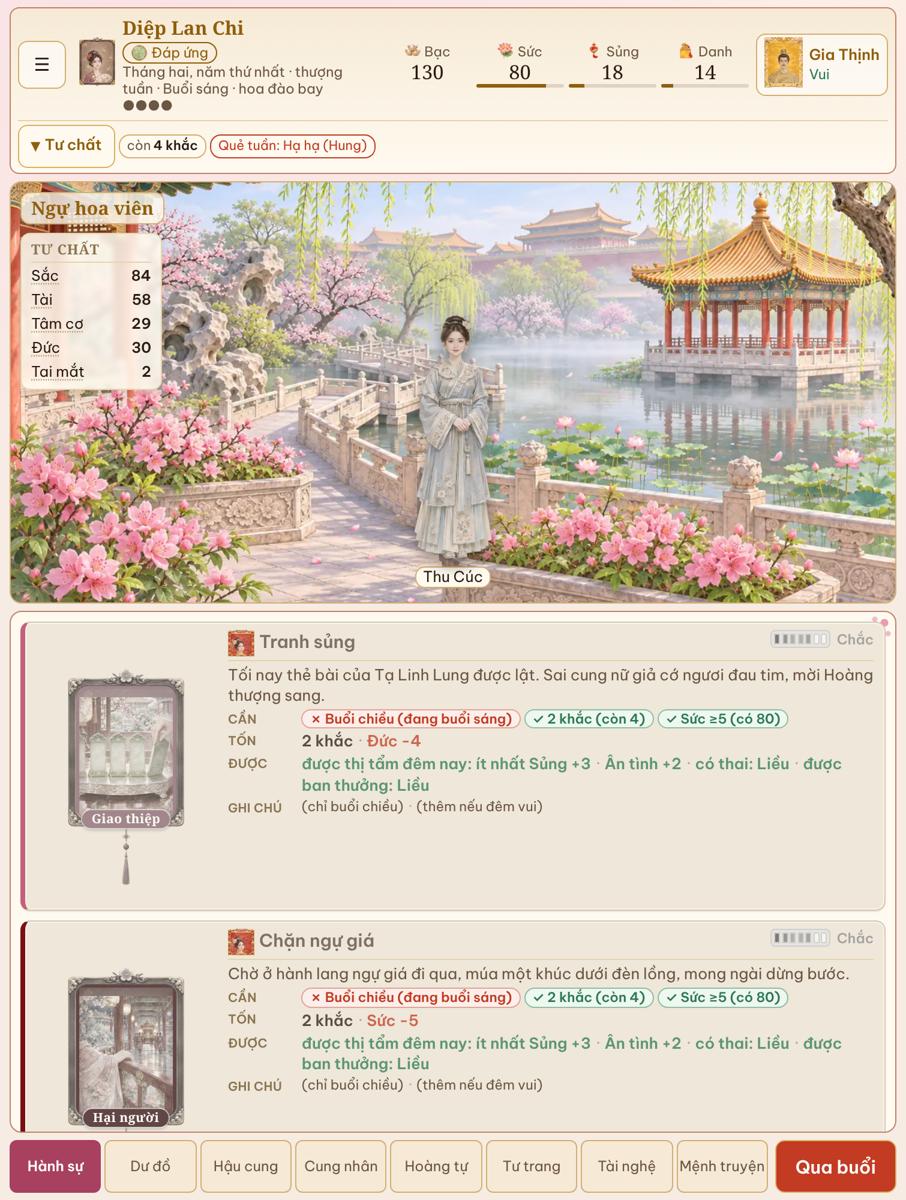 ☰
Diệp Lan Chi
Đáp ứng
Tháng hai, năm thứ nhất · thượng
tuần · Buổi sáng · hoa đào bay
Bạc
130
Sức
80
Sủng
18
Danh
14
Gia Thịnh
Vui
▼ Tư chất
còn 4 khắc
Quẻ tuần: Hạ hạ (Hung)
Ngự hoa viên
TƯ CHẤT
Sắc 84
Tài 58
Tâm cơ 29
Đức 30
Tai mắt 2
Thu Cúc
Tranh sủng
Chắc
Tối nay thẻ bài của Tạ Linh Lung được lật. Sai cung nữ giả cớ ngươi đau tim, mời Hoàng
thượng sang.
CẦN × Buổi chiều (đang buổi sáng) ✓ 2 khắc (còn 4) ✓ Sức ≥5 (có 80)
TỐN 2 khắc · Đức -4
ĐƯỢC được thị tẩm đêm nay: ít nhất Sủng +3 · Ân tình +2 · có thai: Liều · được
ban thưởng: Liều
GHI CHÚ (chỉ buổi chiều) · (thêm nếu đêm vui)
Giao thiệp
Chặn ngự giá
Chắc
Chờ ở hành lang ngự giá đi qua, múa một khúc dưới đèn lồng, mong ngài dừng bước.
CẦN × Buổi chiều (đang buổi sáng) ✓ 2 khắc (còn 4) ✓ Sức ≥5 (có 80)
TỐN 2 khắc · Sức -5
ĐƯỢC được thị tẩm đêm nay: ít nhất Sủng +3 · Ân tình +2 · có thai: Liều · được
ban thưởng: Liều
GHI CHÚ (chỉ buổi chiều) · (thêm nếu đêm vui)
Hại người
Hành sự
Dư đồ
Hậu cung
Cung nhân
Hoàng tự
Tư trang
Tài nghệ
Mệnh truyện
Qua buổi